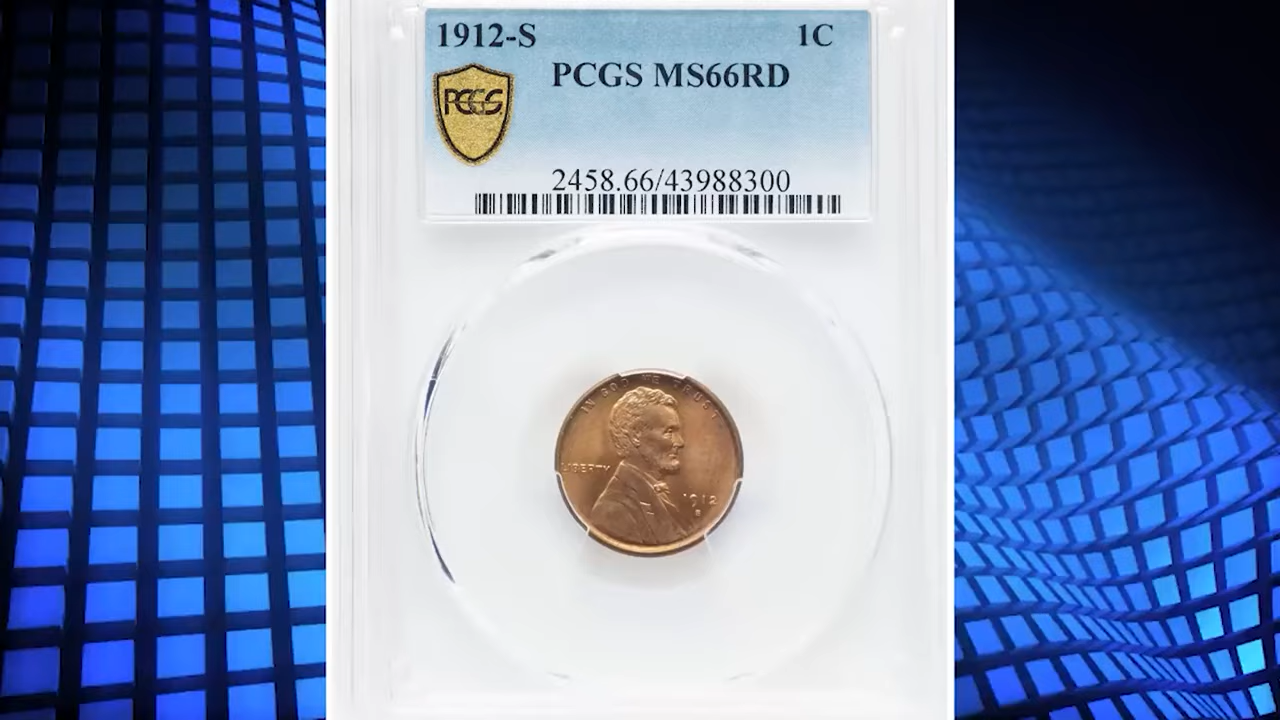 1912-S 1C
PCGS MS66RD
PCGS
2458.66/43988300
IN GOD WE TRUST
LIBERTY
1912
S